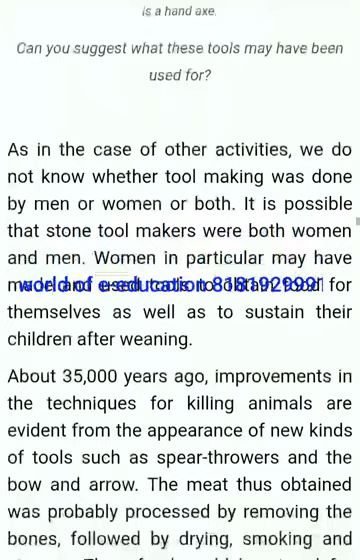 is a hand axe.
Can you suggest what these tools may have been
used for?
As in the case of other activities, we do
not know whether tool making was done
by men or women or both. It is possible
that stone tool makers were both women
and men. Women in particular may have
made and used tools to obtain food for
world of e-education 8181929991
themselves as well as to sustain their
children after weaning.
About 35,000 years ago, improvements in
the techniques for killing animals are
evident from the appearance of new kinds
of tools such as spear-throwers and the
bow and arrow. The meat thus obtained
was probably processed by removing the
bones, followed by drying, smoking and